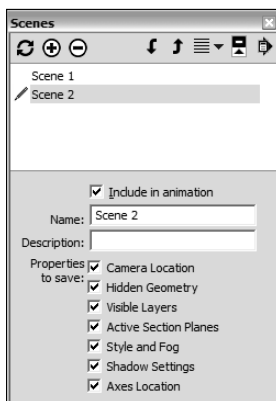 Scenes
Scene 1
Scene 2
Include in animation
Name: Scene 2
Description:
Properties to save:
Camera Location
Hidden Geometry
Visible Layers
Active Section Planes
Style and Fog
Shadow Settings
Axes Location